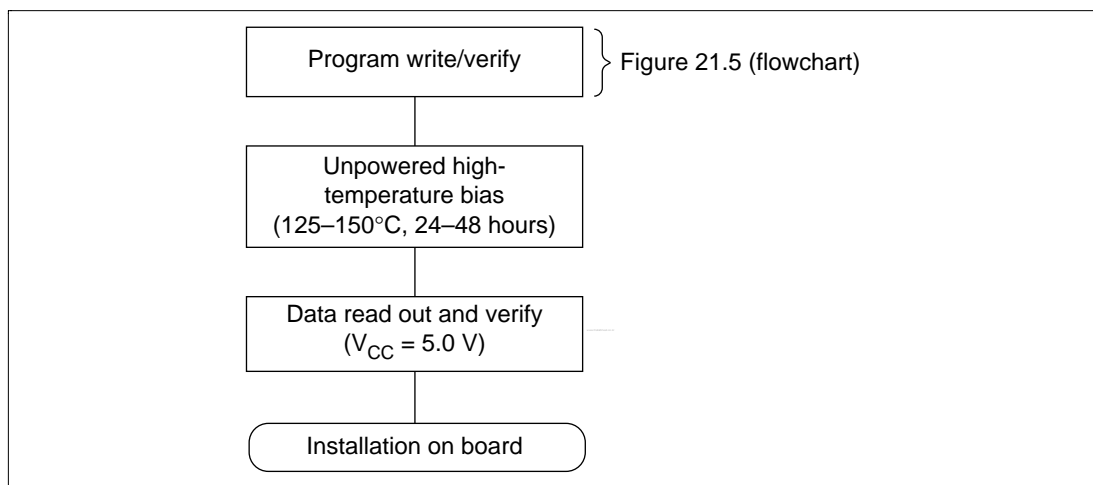 Program write/verify
Figure 21.5 (flowchart)
Unpowered high-
temperature bias
(125–150°C, 24–48 hours)
Data read out and verify
(VCC = 5.0 V)
Installation on board